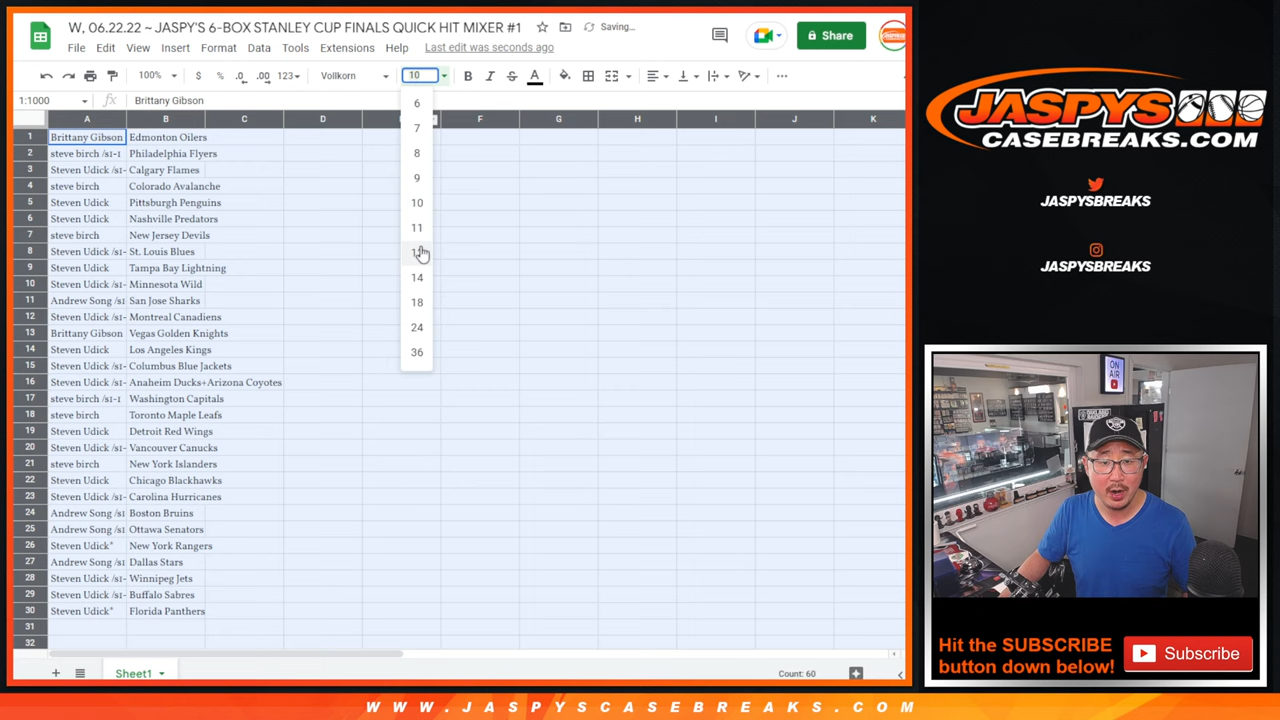 W, 06.22.22 ~ JASPY'S 6-BOX STANLEY CUP FINALS QUICK HIT MIXER #1 Saving...
File Edit View Insert Format Data Tools Extensions Help Last edit was seconds ago
Share
100% $ % .0 .00 123 Vollkorn 10 B I S A
1:1000 fx Brittany Gibson
A B C D F G H I J K
1 Brittany Gibson Edmonton Oilers
2 steve birch /s1-1 Philadelphia Flyers
3 Steven Udick /s1- Calgary Flames
4 steve birch Colorado Avalanche
5 Steven Udick Pittsburgh Penguins
6 Steven Udick Nashville Predators
7 steve birch New Jersey Devils
8 Steven Udick /s1- St. Louis Blues
9 Steven Udick Tampa Bay Lightning
10 Steven Udick /s1- Minnesota Wild
11 Andrew Song /s1 San Jose Sharks
12 Steven Udick /s1- Montreal Canadiens
13 Brittany Gibson Vegas Golden Knights
14 Steven Udick Los Angeles Kings
15 Steven Udick /s1- Columbus Blue Jackets
16 Steven Udick /s1- Anaheim Ducks+Arizona Coyotes
17 steve birch /s1-1 Washington Capitals
18 steve birch Toronto Maple Leafs
19 Steven Udick Detroit Red Wings
20 Steven Udick /s1- Vancouver Canucks
21 steve birch New York Islanders
22 Steven Udick Chicago Blackhawks
23 Steven Udick /s1- Carolina Hurricanes
24 Andrew Song /s1 Boston Bruins
25 Andrew Song /s1 Ottawa Senators
26 Steven Udick* New York Rangers
27 Andrew Song /s1 Dallas Stars
28 Steven Udick /s1- Winnipeg Jets
29 Steven Udick /s1- Buffalo Sabres
30 Steven Udick* Florida Panthers
31
32
6
7
8
9
10
11
14
18
24
36
Sheet1
Count: 60
JASPYS
CASEBREAKS.COM
JASPYSBREAKS
JASPYSBREAKS
ON
AIR
Hit the SUBSCRIBE
button down below!
Subscribe
WWW.JASPYSCASEBREAKS.COM